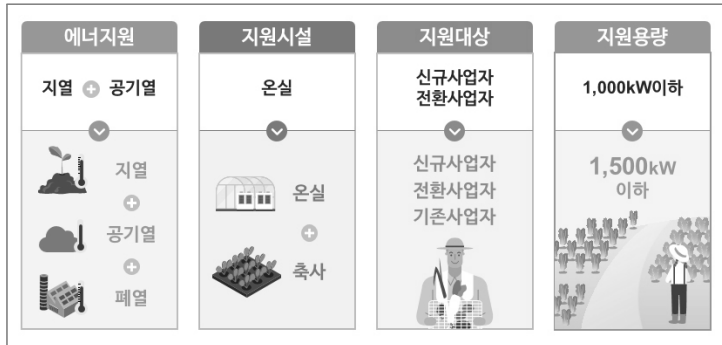 에너지원
지열 + 공기열
지열
+
공기열
+
폐열
지원시설
온실
온실
+
축사
지원대상
신규사업자
전환사업자
신규사업자
전환사업자
기존사업자
지원용량
1,000kW이하
1,500kW
이하